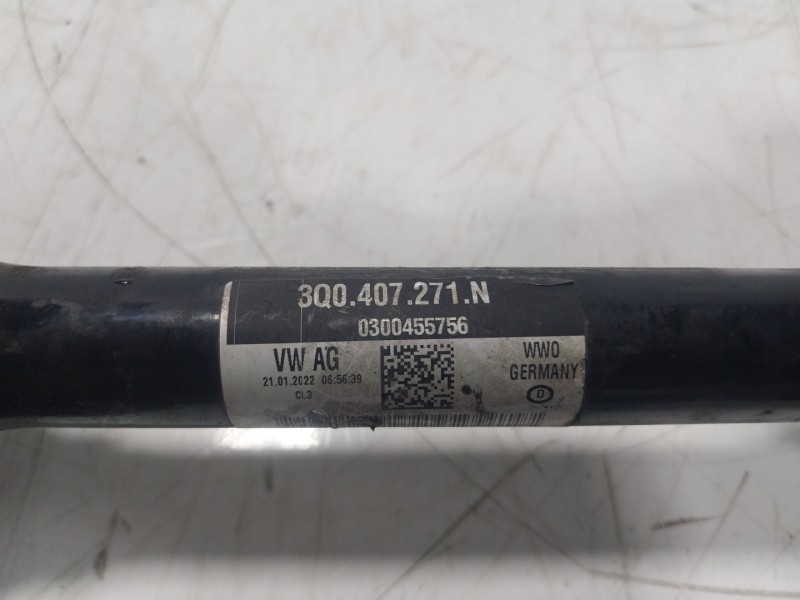 3Q0.407.271.N
0300455756
VW AG
21.01.2022 06:56:39
CL3
WWO
GERMANY
D